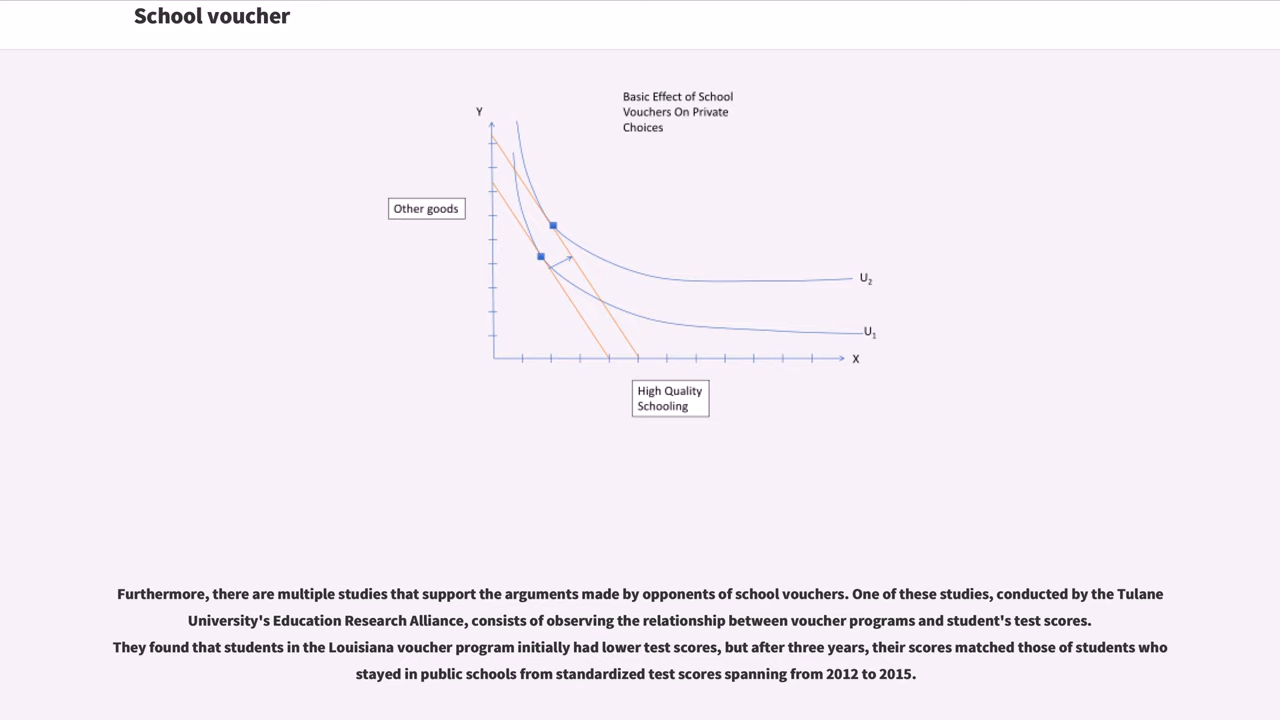 School voucher
Basic Effect of School
Vouchers On Private
Choices
Y
Other goods
U2
U1
X
High Quality
Schooling
Furthermore, there are multiple studies that support the arguments made by opponents of school vouchers. One of these studies, conducted by the Tulane
University's Education Research Alliance, consists of observing the relationship between voucher programs and student's test scores.
They found that students in the Louisiana voucher program initially had lower test scores, but after three years, their scores matched those of students who
stayed in public schools from standardized test scores spanning from 2012 to 2015.